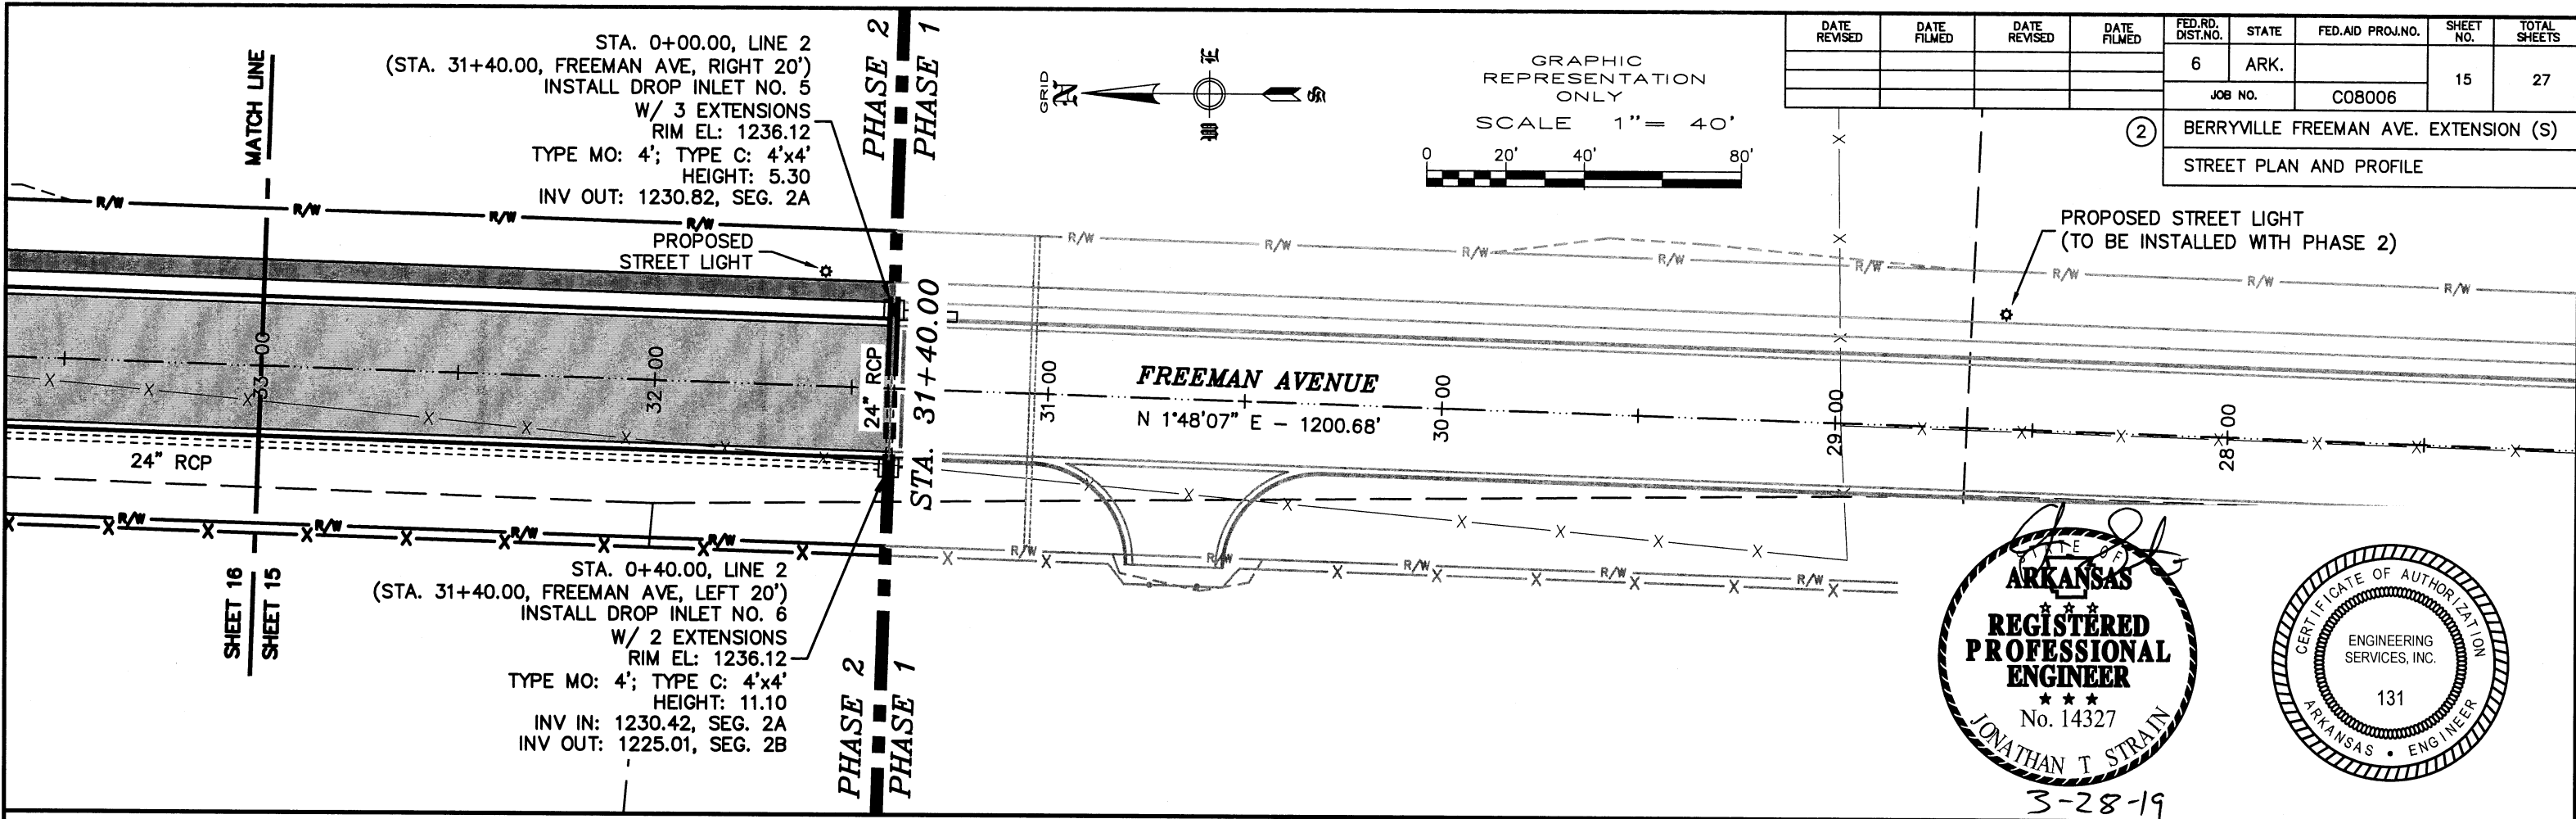 STA. 0+00.00, LINE 2
(STA. 31+40.00, FREEMAN AVE, RIGHT 20')
INSTALL DROP INLET NO. 5
W/ 3 EXTENSIONS
RIM EL: 1236.12
TYPE MO: 4'; TYPE C: 4'x4'
HEIGHT: 5.30
INV OUT: 1230.82, SEG. 2A
MATCH LINE
PHASE 2
PHASE 1
GRID
N
E
S
W
GRAPHIC
REPRESENTATION
ONLY
SCALE 1"= 40'
0 20' 40' 80'
DATE REVISED
DATE FILMED
DATE REVISED
DATE FILMED
FED.RD. DIST.NO.
STATE
FED.AID PROJ.NO.
SHEET NO.
TOTAL SHEETS
6
ARK.
15
27
JOB NO.
C08006
2
BERRYVILLE FREEMAN AVE. EXTENSION (S)
STREET PLAN AND PROFILE
PROPOSED STREET LIGHT
(TO BE INSTALLED WITH PHASE 2)
R/W
R/W
R/W
R/W
R/W
R/W
R/W
R/W
R/W
R/W
R/W
R/W
PROPOSED
STREET LIGHT
33+00
32+00
24" RCP
STA. 31+40.00
31+00
FREEMAN AVENUE
N 1°48'07" E - 1200.68'
30+00
29+00
28+00
24" RCP
R/W
R/W
R/W
R/W
R/W
R/W
R/W
R/W
R/W
SHEET 16
SHEET 15
STA. 0+40.00, LINE 2
(STA. 31+40.00, FREEMAN AVE, LEFT 20')
INSTALL DROP INLET NO. 6
W/ 2 EXTENSIONS
RIM EL: 1236.12
TYPE MO: 4'; TYPE C: 4'x4'
HEIGHT: 11.10
INV IN: 1230.42, SEG. 2A
INV OUT: 1225.01, SEG. 2B
PHASE 2
PHASE 1
STATE OF
ARKANSAS
REGISTERED
PROFESSIONAL
ENGINEER
No. 14327
JONATHAN T STRAIN
3-28-19
CERTIFICATE OF AUTHORIZATION
ENGINEERING
SERVICES, INC.
131
ARKANSAS • ENGINEER